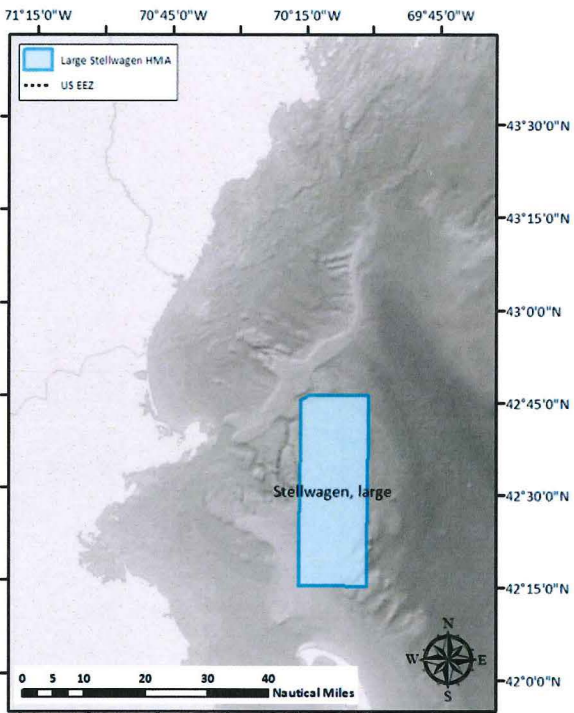 71°15'0"W 70°45'0"W 70°15'0"W 69°45'0"W
Large Stellwagen HMA
US EEZ
43°30'0"N
43°15'0"N
43°0'0"N
42°45'0"N
Stellwagen, large
42°30'0"N
42°15'0"N
N
W E
S
42°0'0"N
0 5 10 20 30 40
Nautical Miles